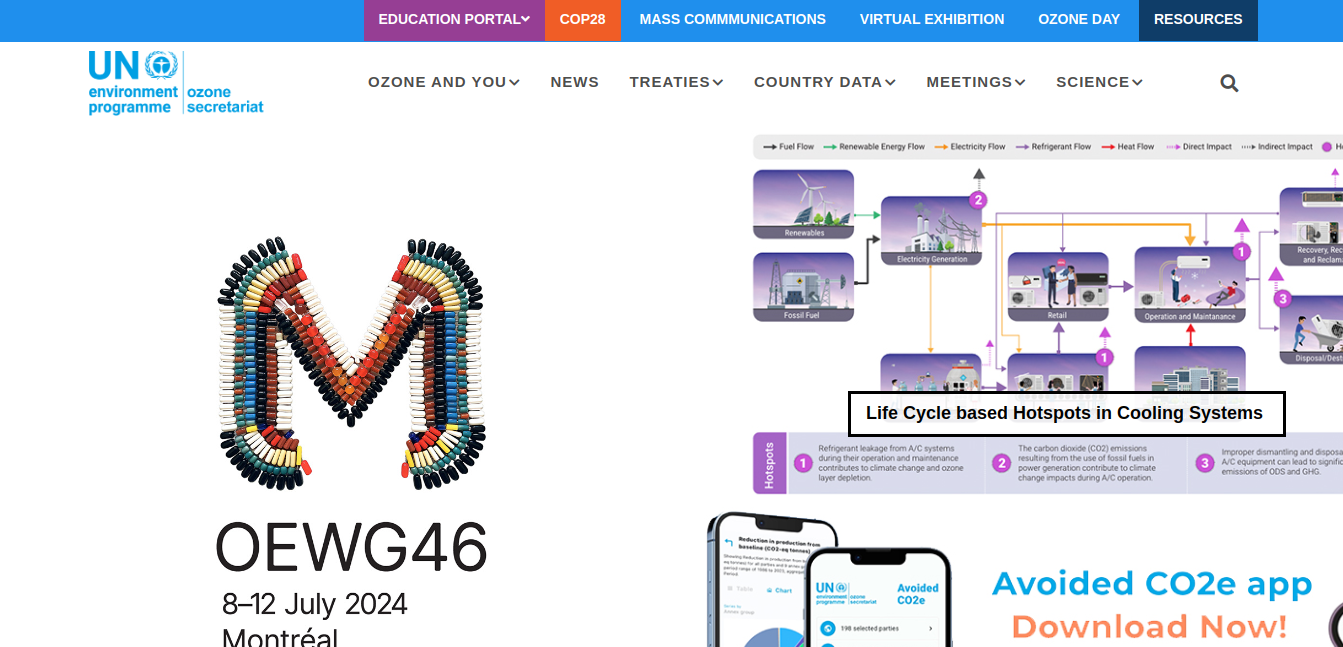 EDUCATION PORTAL
COP28
MASS COMMMUNICATIONS
VIRTUAL EXHIBITION
OZONE DAY
RESOURCES
UN
environment
programme
ozone
secretariat
OZONE AND YOU
NEWS
TREATIES
COUNTRY DATA
MEETINGS
SCIENCE
Fuel Flow
Renewable Energy Flow
Electricity Flow
Refrigerant Flow
Heat Flow
Direct Impact
Indirect Impact
Renewables
2
Electricity Generation
Fossil Fuel
Retail
1
Operation and Maintanance
Recovery, Rec
and Reclam
3
Disposal/Dest
1
Life Cycle based Hotspots in Cooling Systems
Hotspots
1
Refrigerant leakage from A/C systems
during their operation and maintenance
contributes to climate change and ozone
layer depletion.
2
The carbon dioxide (CO2) emissions
resulting from the use of fossil fuels in
power generation contribute to climate
change impacts during A/C operation.
3
Improper dismantling and disposa
A/C equipment can lead to signific
emissions of ODS and GHG.
M
OEWG46
8–12 July 2024
Montréal
Reduction in production from
baseline (CO2-eq tonnes)
Table
Chart
UN
environment
programme
ozone
secretariat
Avoided
CO2e
198 selected parties
Avoided CO2e app
Download Now!